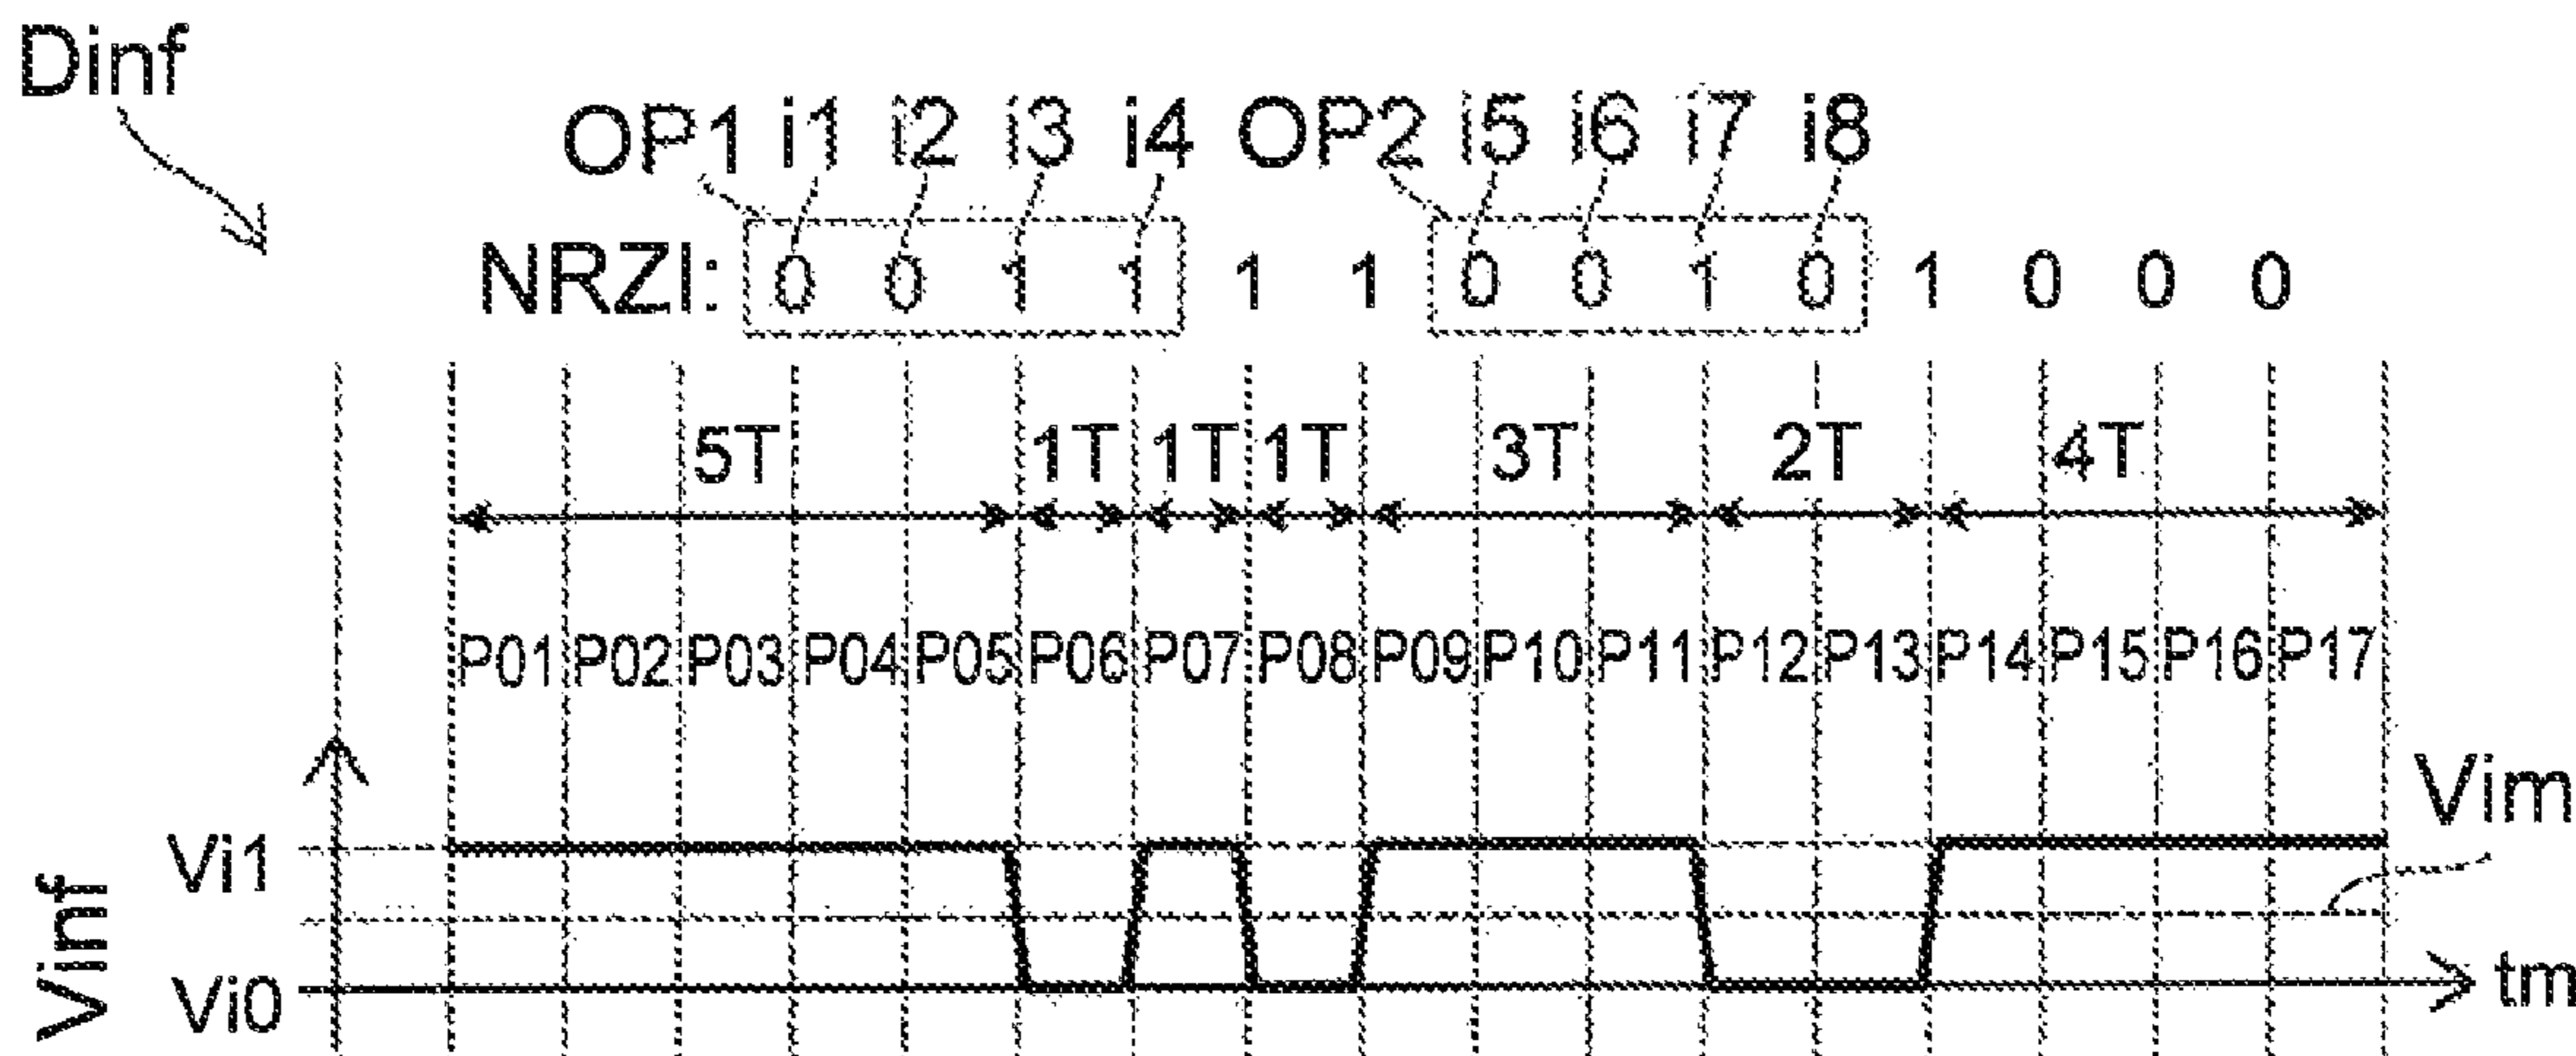 Dinf
OP1 i1 i2 i3 i4 OP2 i5 i6 i7 i8
NRZI: 0 0 1 1 1 1 0 0 1 0 1 0 0 0
5T 1T 1T 1T 3T 2T 4T
P01 P02 P03 P04 P05 P06 P07 P08 P09 P10 P11 P12 P13 P14 P15 P16 P17
Vim
Vi1
Vinf
Vi0
tm